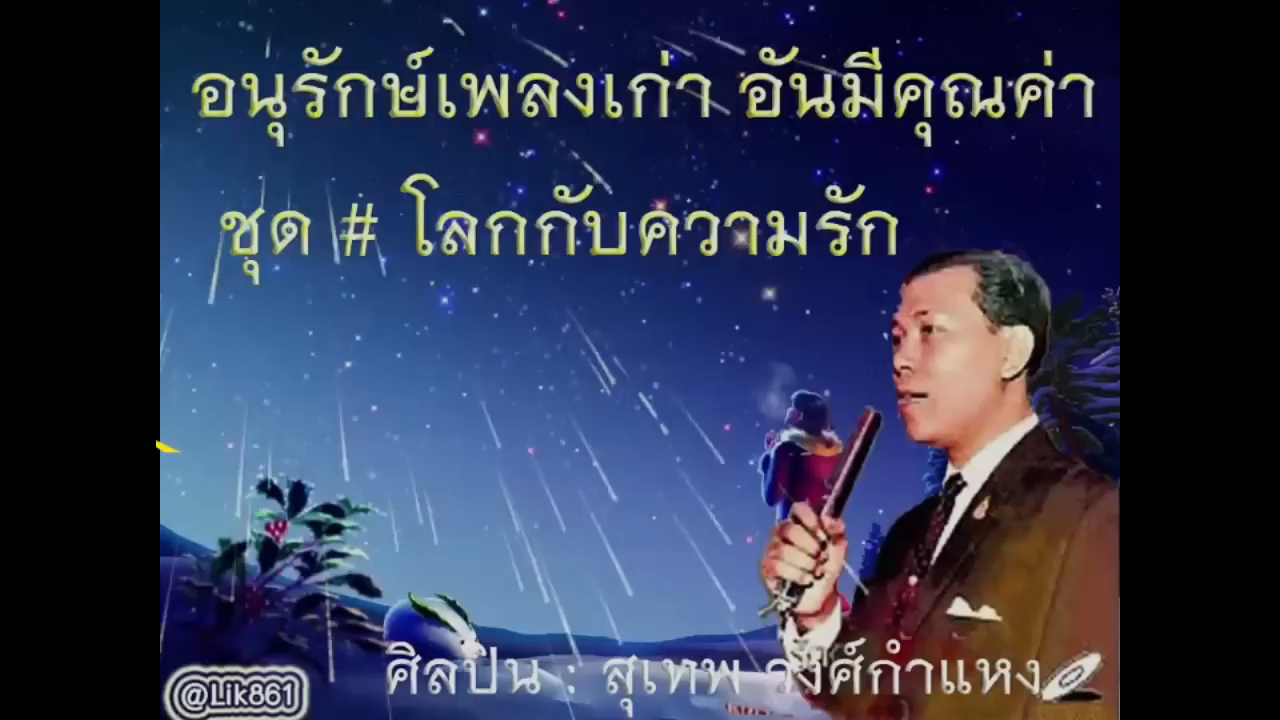 อนุรักษ์เพลงเก่า อันมีคุณค่า
ชุด # โลกกับความรัก
ศิลปิน : สุเทพ วงศ์กำแหง
@Lik861